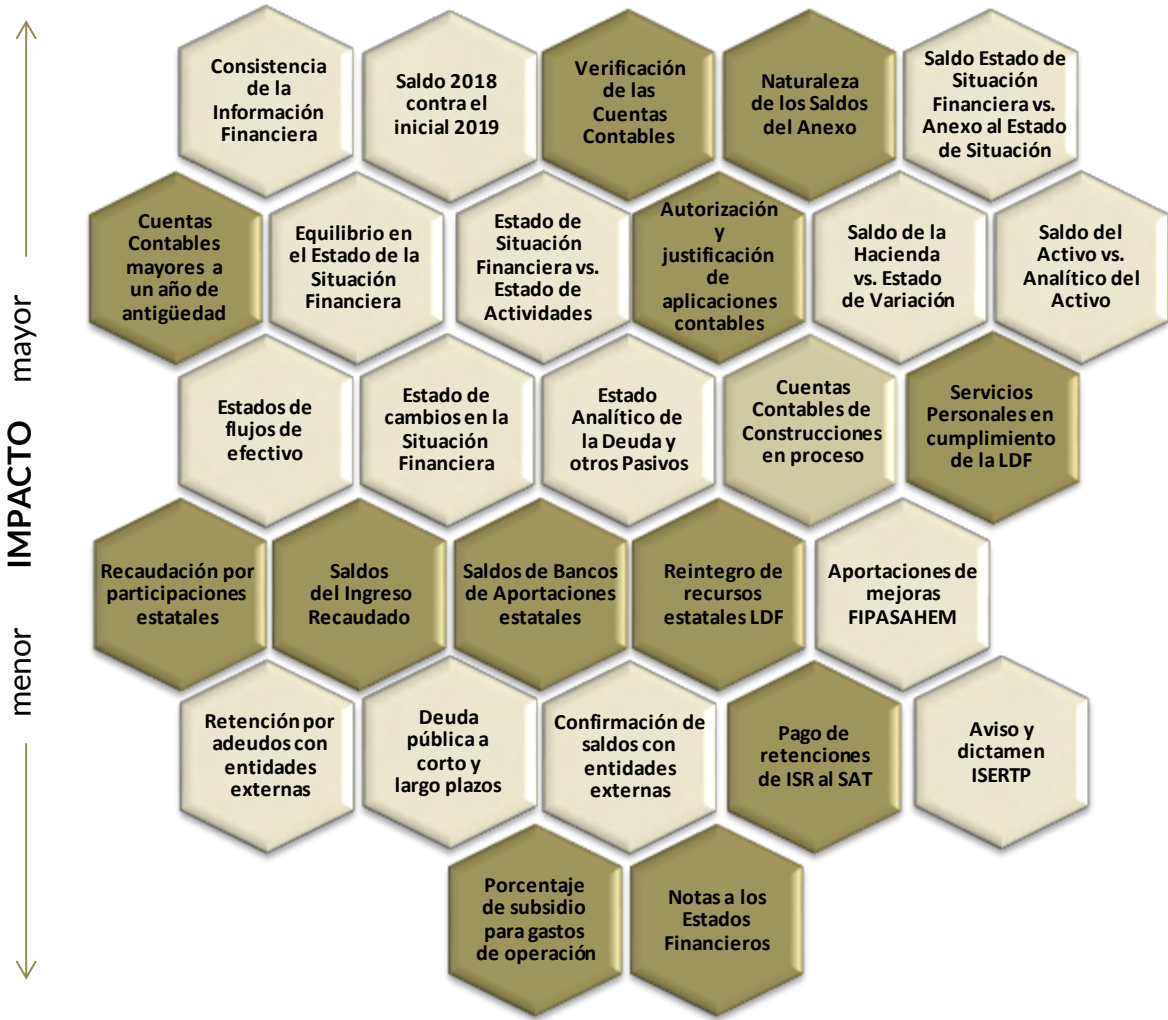 Consistencia
de la
Información
Financiera
Saldo 2018
contra el
inicial 2019
Verificación
de las
Cuentas
Contables
Naturaleza
de los Saldos
del Anexo
Saldo Estado de
Situación
Financiera vs.
Anexo al Estado
de Situación
Cuentas
Contables
mayores a
un año de
antigüedad
Equilibrio en
el Estado de la
Situación
Financiera
Estado de
Situación
Financiera vs.
Estado de
Actividades
Autorización
y
justificación
de
aplicaciones
contables
Saldo de la
Hacienda
vs. Estado
de Variación
Saldo del
Activo vs.
Analítico del
Activo
Estados de
flujos de
efectivo
Estado de
cambios en la
Situación
Financiera
Estado
Analítico de
la Deuda y
otros Pasivos
Cuentas
Contables de
Construcciones
en proceso
Servicios
Personales en
cumplimiento
de la LDF
Recaudación por
participaciones
estatales
Saldos
del Ingreso
Recaudado
Saldos de Bancos
de Aportaciones
estatales
Reintegro de
recursos
estatales LDF
Aportaciones de
mejoras
FIPASAHEM
Retención por
adeudos con
entidades
externas
Deuda
pública a
corto y
largo plazos
Confirmación de
saldos con
entidades
externas
Pago de
retenciones
de ISR al SAT
Aviso y
dictamen
ISERTP
Porcentaje
de subsidio
para gastos
de operación
Notas a los
Estados
Financieros
menor IMPACTO mayor